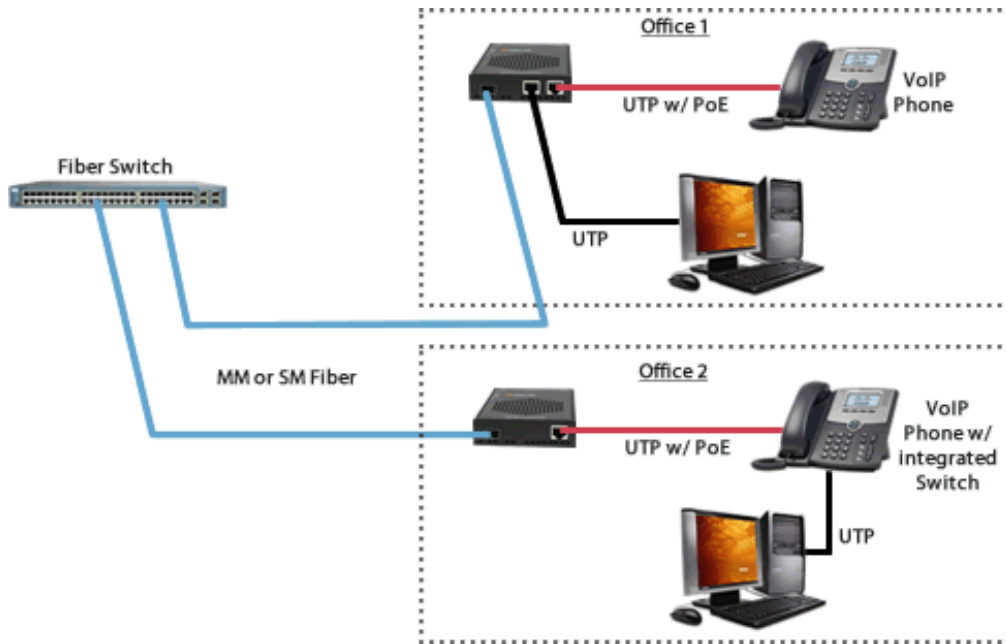 Office 1
VoIP
Phone
UTP w/ PoE
Fiber Switch
UTP
MM or SM Fiber
Office 2
VoIP
Phone w/
integrated
Switch
UTP w/ PoE
UTP